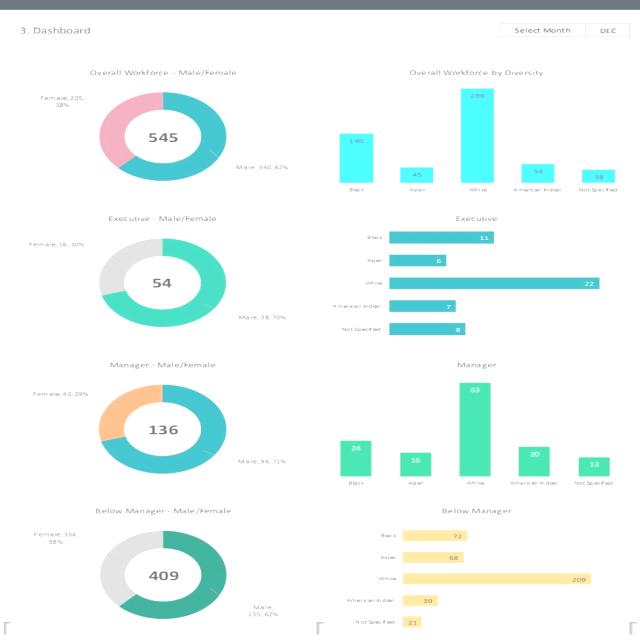 3. Dashboard
Select Month DEC
Overall Workforce - Male/Female
Female, 205,
38%
545
Male, 340, 62%
Overall Workforce by Diversity
140
45
54
38
Black Asian White American Indian Not Specified
Executive - Male/Female
Female, 16, 30%
54
Male, 38, 70%
Executive
Black 11
Asian 6
White 22
American Indian 7
Not Specified 8
Manager - Male/Female
Female, 40, 29%
136
Male, 96, 71%
Manager
24
16
63
20
13
Black Asian White American Indian Not Specified
Below Manager - Male/Female
Female, 154,
38%
409
Male,
255, 62%
Below Manager
Black 72
Asian 68
White 209
American Indian 39
Not Specified 21